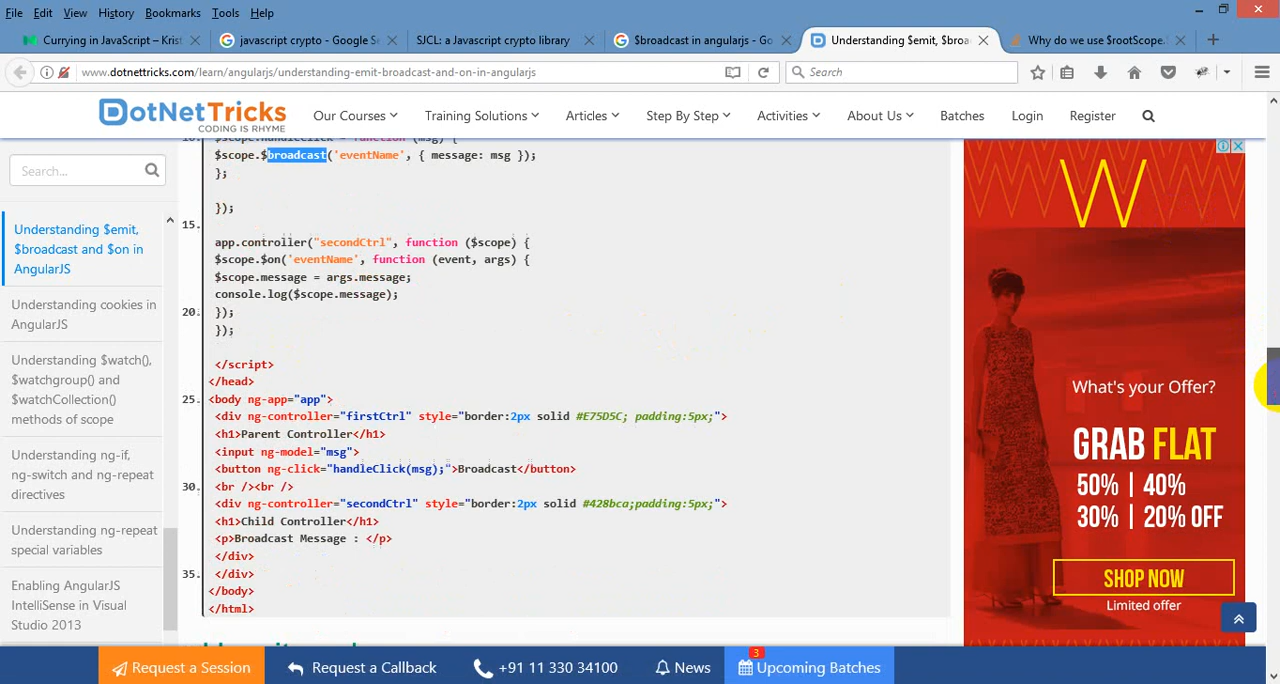 File Edit View History Bookmarks Tools Help
Currying in JavaScript – Krist
javascript crypto - Google Se
SJCL: a Javascript crypto library
$broadcast in angularjs - Go
Understanding $emit, $broa
Why do we use $rootScope.
www.dotnettricks.com/learn/angularjs/understanding-emit-broadcast-and-on-in-angularjs
Search
DotNetTricks
CODING IS RHYME
Our Courses
Training Solutions
Articles
Step By Step
Activities
About Us
Batches
Login
Register
Search...
Understanding $emit,
$broadcast and $on in
AngularJS
Understanding cookies in
AngularJS
Understanding $watch(),
$watchgroup() and
$watchCollection()
methods of scope
Understanding ng-if,
ng-switch and ng-repeat
directives
Understanding ng-repeat
special variables
Enabling AngularJS
IntelliSense in Visual
Studio 2013
$scope.handleClick = function (msg) {
$scope.$broadcast('eventName', { message: msg });
};
});
15.
app.controller("secondCtrl", function ($scope) {
$scope.$on('eventName', function (event, args) {
$scope.message = args.message;
console.log($scope.message);
20. });
});
</script>
</head>
25. <body ng-app="app">
<div ng-controller="firstCtrl" style="border:2px solid #E75D5C; padding:5px;">
<h1>Parent Controller</h1>
<input ng-model="msg">
<button ng-click="handleClick(msg);">Broadcast</button>
30. <br /><br />
<div ng-controller="secondCtrl" style="border:2px solid #428bca;padding:5px;">
<h1>Child Controller</h1>
<p>Broadcast Message : </p>
</div>
35. </div>
</body>
</html>
What's your Offer?
GRAB FLAT
50% | 40%
30% | 20% OFF
SHOP NOW
Limited offer
Request a Session
Request a Callback
+91 11 330 34100
News
3
Upcoming Batches